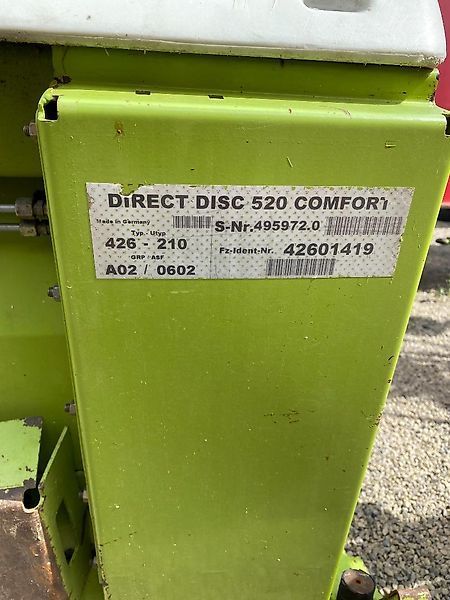 DIRECT DISC 520 COMFORT
Made in Germany
S-Nr.495972.0
Typ. - Utyp
426 - 210
Fz-Ident-Nr. 42601419
GRP / ASF
A02 / 0602